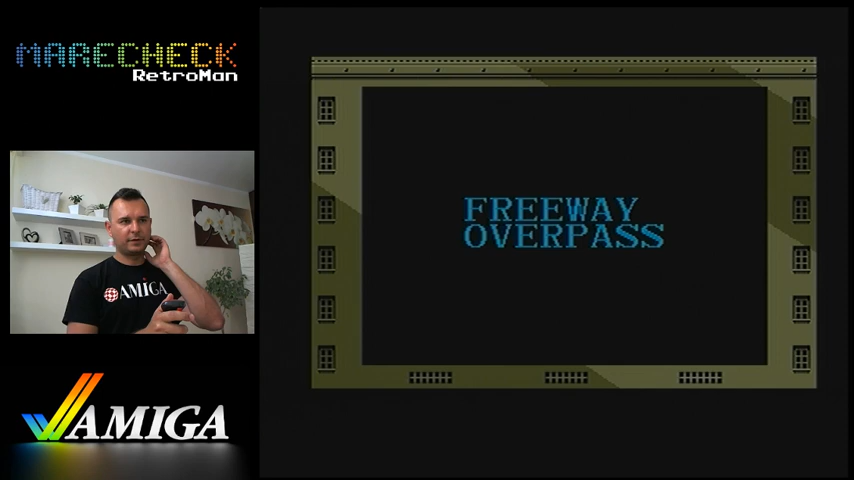 MARECHECK
RetroMan
FREEWAY
OVERPASS
AMIGA
AMIGA